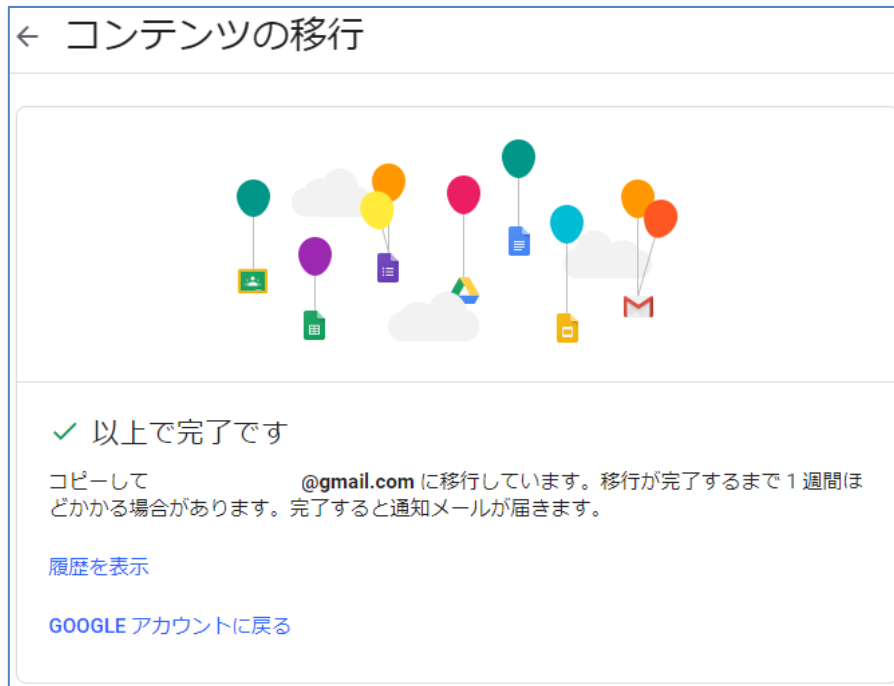 ← コンテンツの移行
✓ 以上で完了です
コピーして @gmail.com に移行しています。移行が完了するまで 1 週間ほ
どかかる場合があります。完了すると通知メールが届きます。
履歴を表示
GOOGLE アカウントに戻る